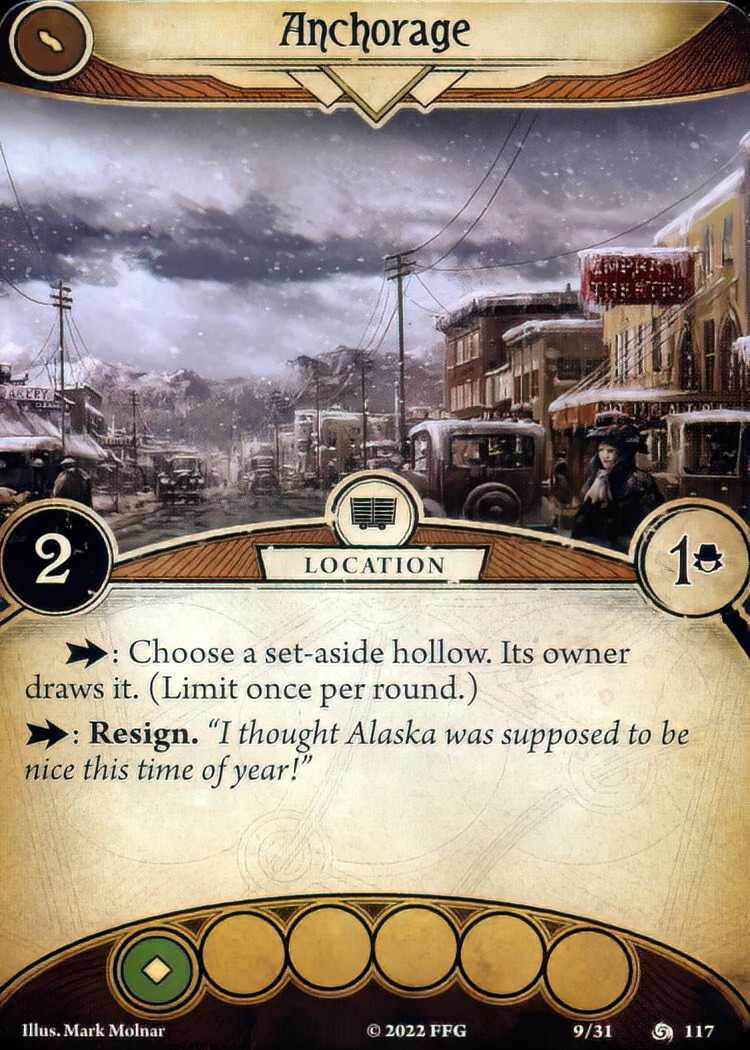 Anchorage
BAKERY
2
LOCATION
1
: Choose a set-aside hollow. Its owner
draws it. (Limit once per round.)
: Resign. “I thought Alaska was supposed to be
nice this time of year!”
Illus. Mark Molnar
© 2022 FFG
9/31
117